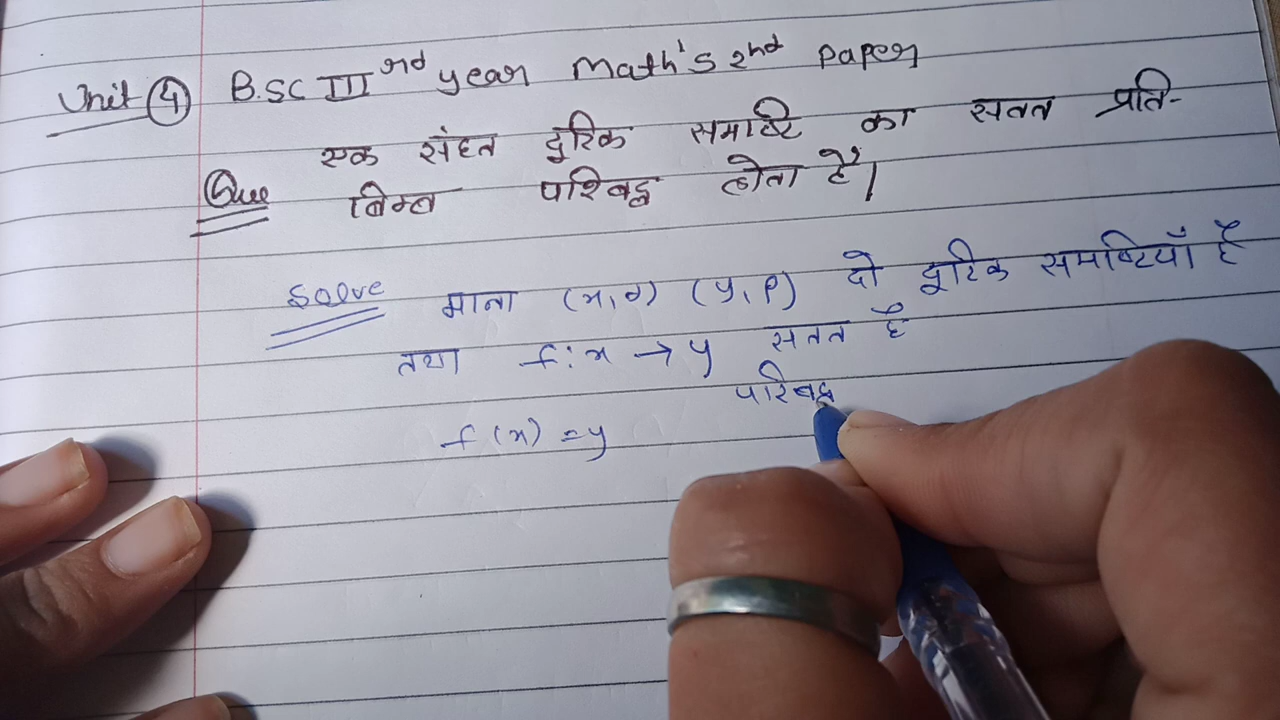 Unit ④ B.SC III rd year Math's 2nd Paper
एक संहत दूरिक समष्टि का सतत प्रति-
Que बिम्ब परिबद्ध होता है।
Solve माना (x, d) (y, ρ) दो दूरिक समष्टियाँ है
तथा f: x → y सतत है
परिबद्ध
f(x) = y